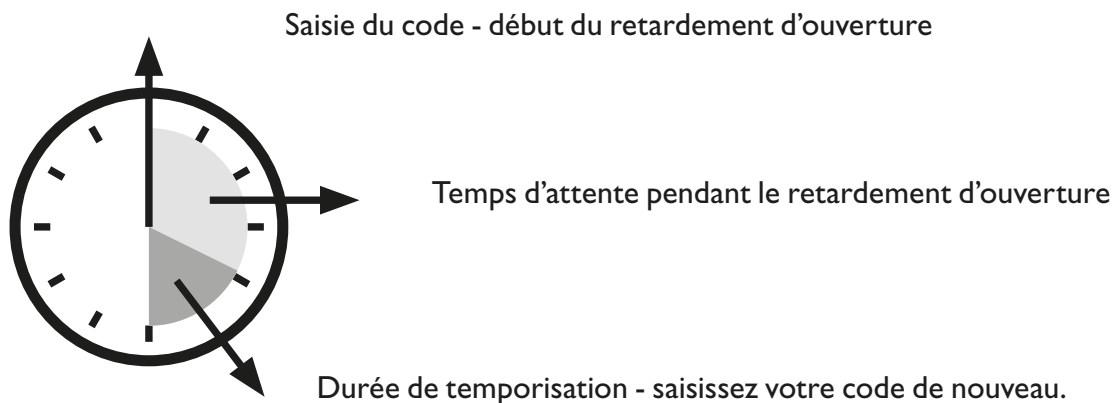 Saisie du code - début du retardement d’ouverture
Temps d’attente pendant le retardement d’ouverture
Durée de temporisation - saisissez votre code de nouveau.